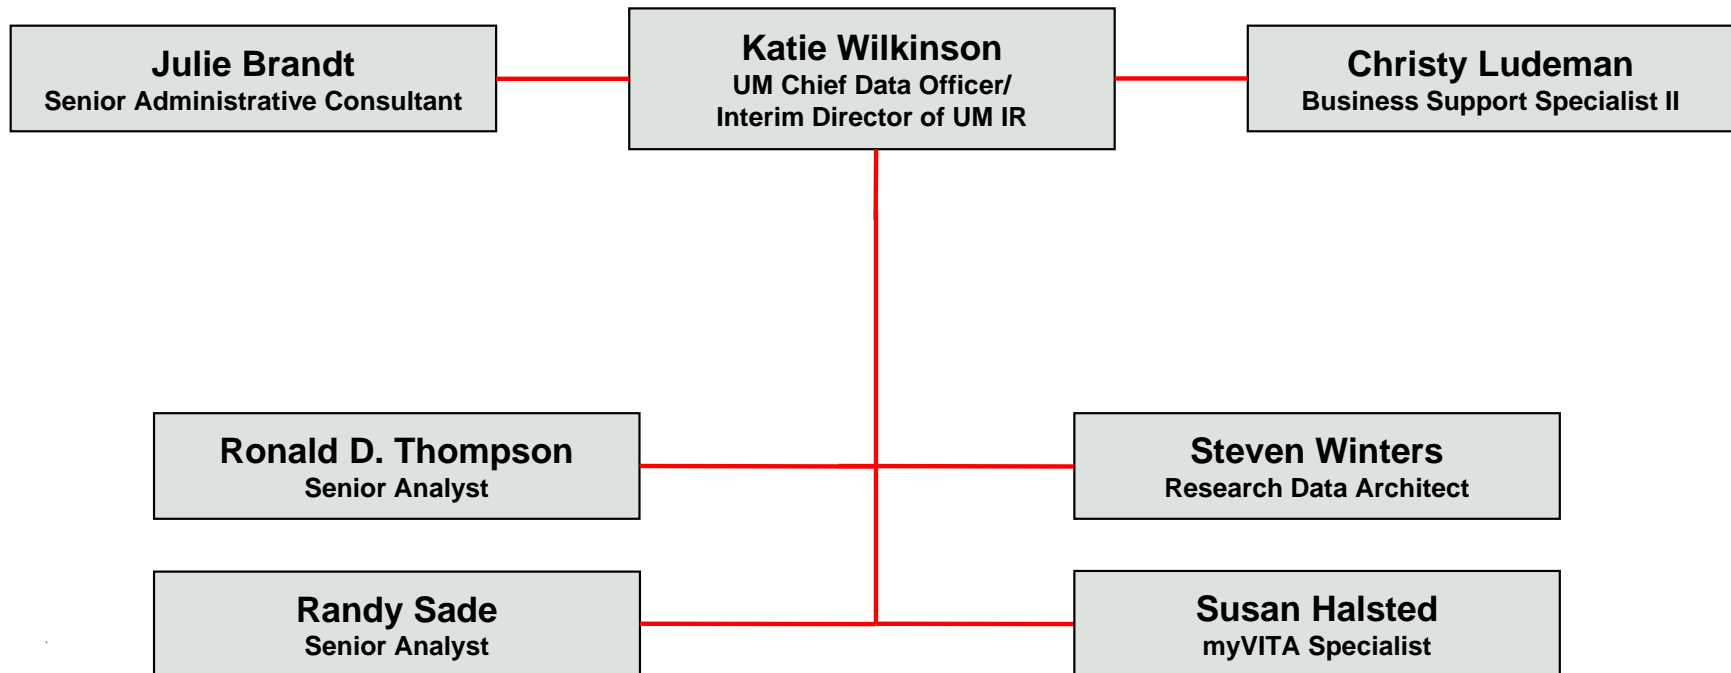 Julie Brandt
Senior Administrative Consultant
Katie Wilkinson
UM Chief Data Officer/
Interim Director of UM IR
Christy Ludeman
Business Support Specialist II
Ronald D. Thompson
Senior Analyst
Steven Winters
Research Data Architect
Randy Sade
Senior Analyst
Susan Halsted
myVITA Specialist